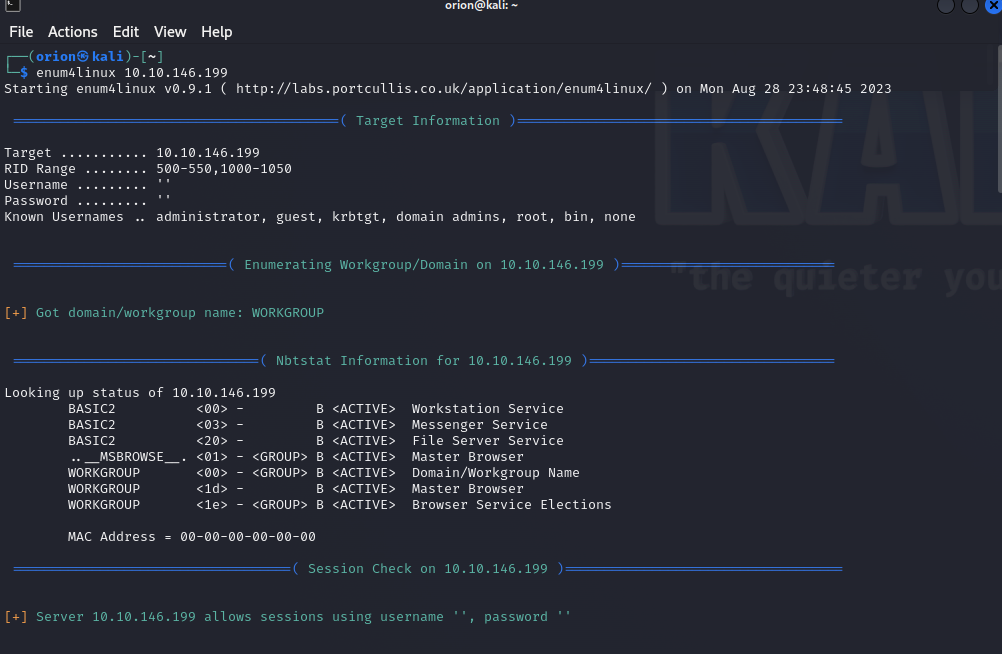 orion@kali: ~
File Actions Edit View Help
┌──(orion㉿kali)-[~]
└─$ enum4linux 10.10.146.199
Starting enum4linux v0.9.1 ( http://labs.portcullis.co.uk/application/enum4linux/ ) on Mon Aug 28 23:48:45 2023
( Target Information )
Target ........... 10.10.146.199
RID Range ........ 500-550,1000-1050
Username ......... ''
Password ......... ''
Known Usernames .. administrator, guest, krbtgt, domain admins, root, bin, none
( Enumerating Workgroup/Domain on 10.10.146.199 )
"the quieter you
[+] Got domain/workgroup name: WORKGROUP
( Nbtstat Information for 10.10.146.199 )
Looking up status of 10.10.146.199
BASIC2 <00> - B <ACTIVE> Workstation Service
BASIC2 <03> - B <ACTIVE> Messenger Service
BASIC2 <20> - B <ACTIVE> File Server Service
..__MSBROWSE__. <01> - <GROUP> B <ACTIVE> Master Browser
WORKGROUP <00> - <GROUP> B <ACTIVE> Domain/Workgroup Name
WORKGROUP <1d> - B <ACTIVE> Master Browser
WORKGROUP <1e> - <GROUP> B <ACTIVE> Browser Service Elections
MAC Address = 00-00-00-00-00-00
( Session Check on 10.10.146.199 )
[+] Server 10.10.146.199 allows sessions using username '', password ''